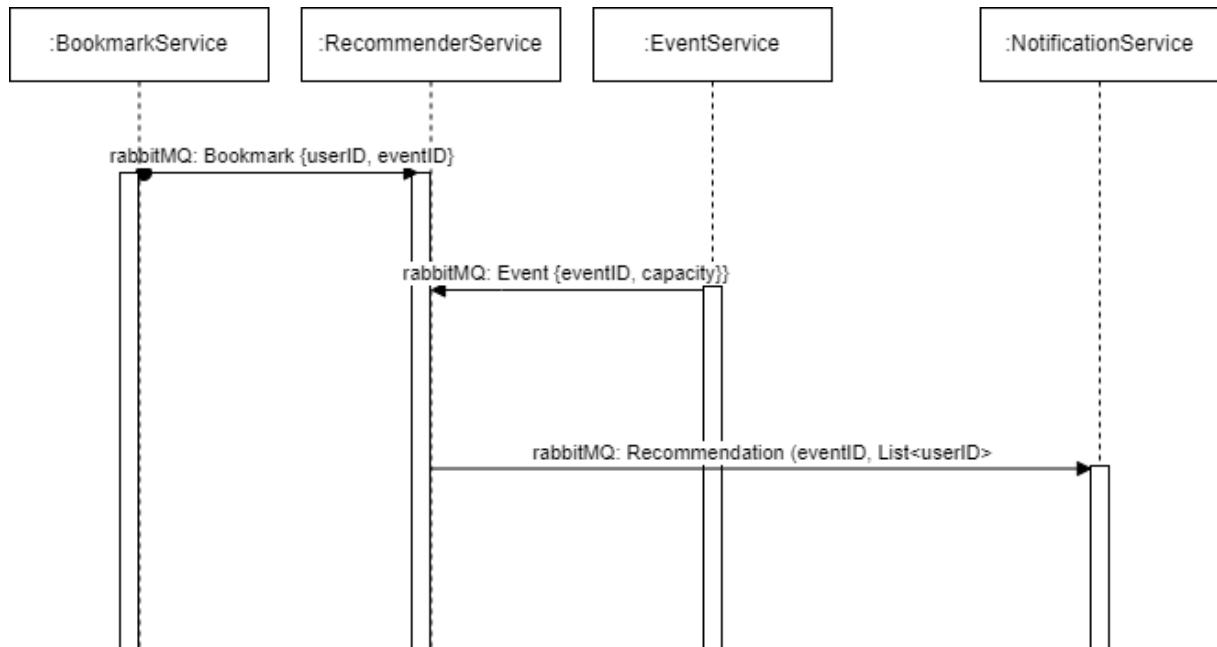 :BookmarkService
:RecommenderService
:EventService
:NotificationService
rabbitMQ: Bookmark {userID, eventID}
rabbitMQ: Event {eventID, capacity}}
rabbitMQ: Recommendation (eventID, List<userID>